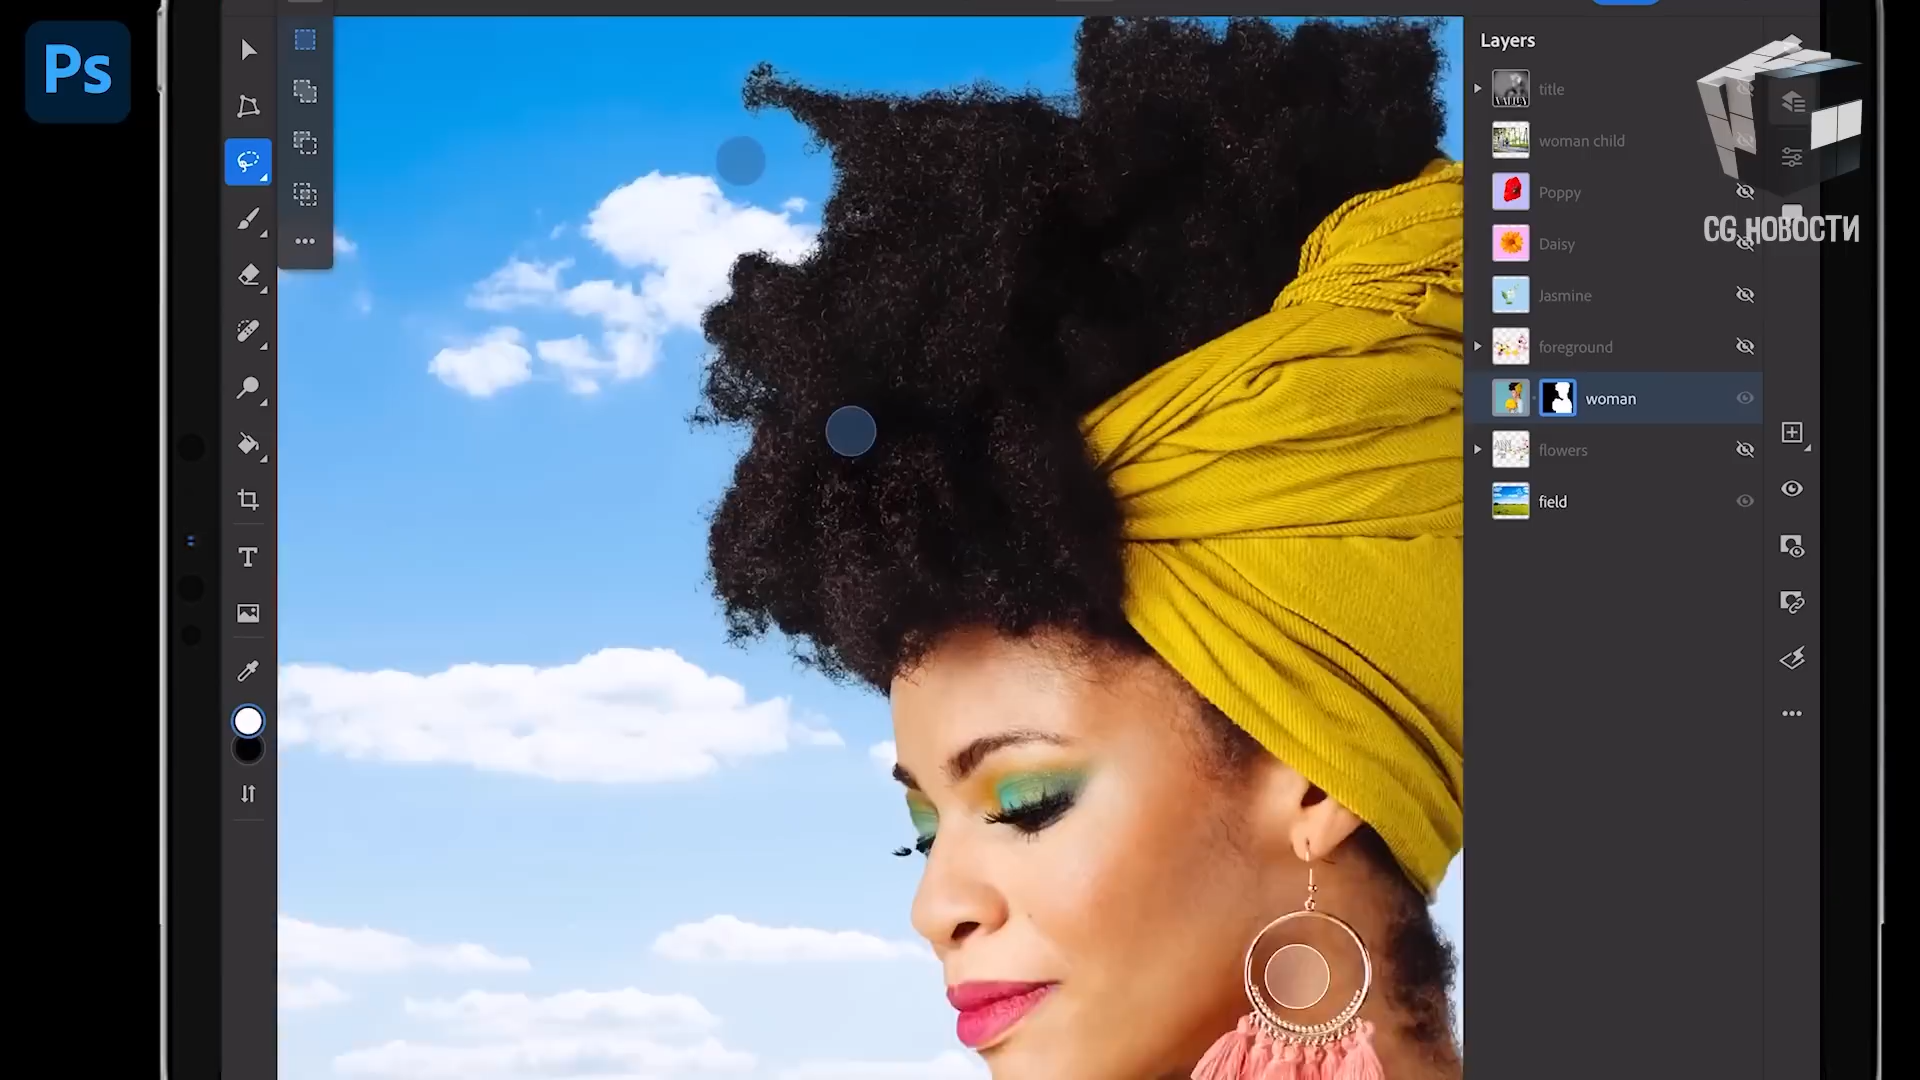 Ps
Layers
title
woman child
Poppy
Daisy
Jasmine
foreground
woman
flowers
field
CG НОВОСТИ
T